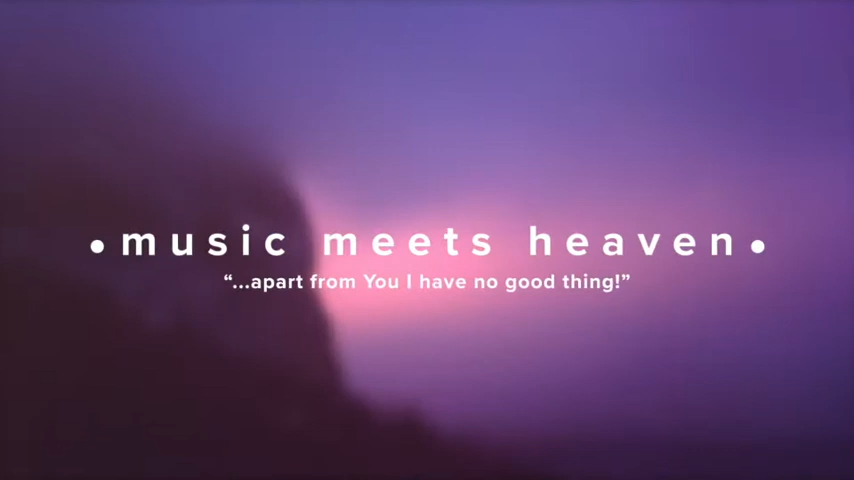 • music meets heaven •
“...apart from You I have no good thing!”